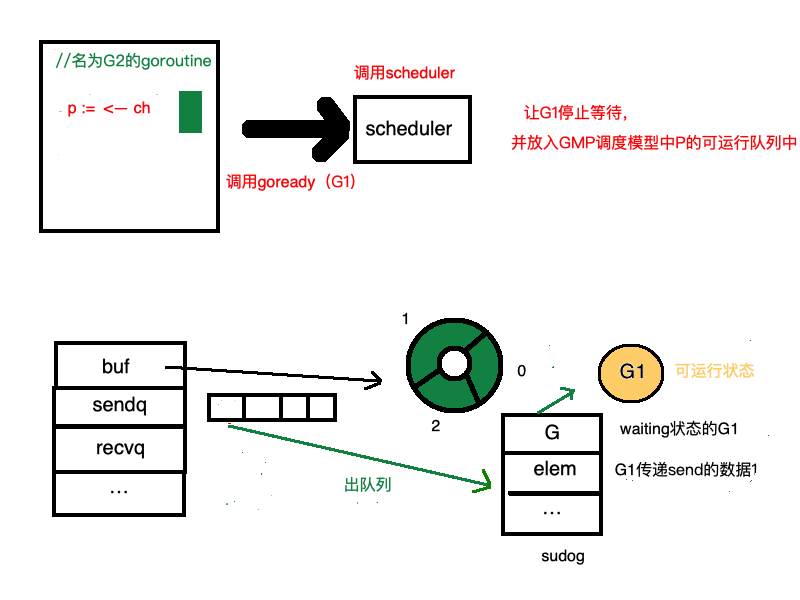 //名为G2的goroutine
p := <— ch
调用scheduler
scheduler
调用goready（G1）
让G1停止等待，
并放入GMP调度模型中P的可运行队列中
buf
sendq
recvq
...
出队列
1
0
2
G1
可运行状态
G
waiting状态的G1
elem
G1传递send的数据1
...
sudog